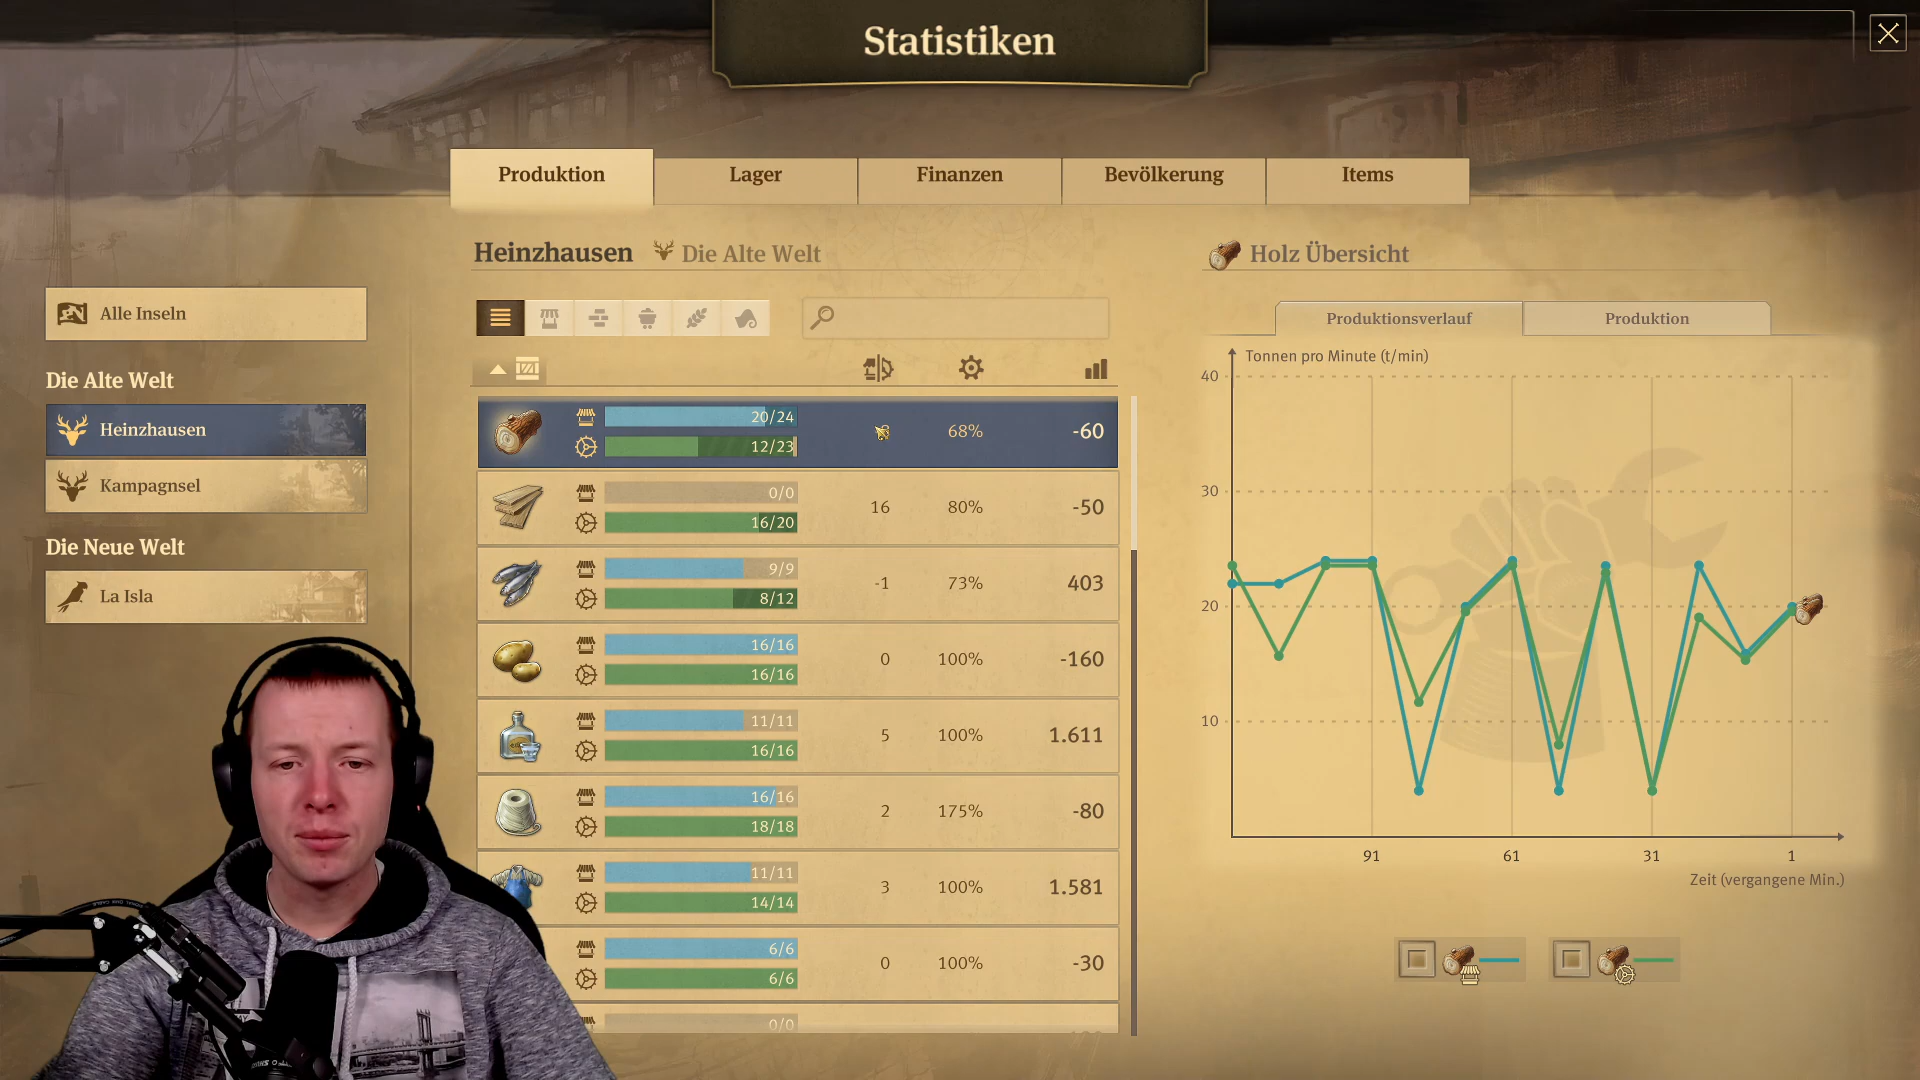 Statistiken
Produktion
Lager
Finanzen
Bevölkerung
Items
Heinzhausen
Die Alte Welt
Holz Übersicht
Alle Inseln
Die Alte Welt
Heinzhausen
Kampagnsel
Die Neue Welt
La Isla
20/24
12/23
68%
-60
0/0
16/20
16
80%
-50
9/9
8/12
-1
73%
403
16/16
16/16
0
100%
-160
11/11
16/16
5
100%
1.611
16/16
18/18
2
175%
-80
11/11
14/14
3
100%
1.581
6/6
6/6
0
100%
-30
0/0
Produktionsverlauf
Produktion
Tonnen pro Minute (t/min)
40
30
20
10
91
61
31
1
Zeit (vergangene Min.)